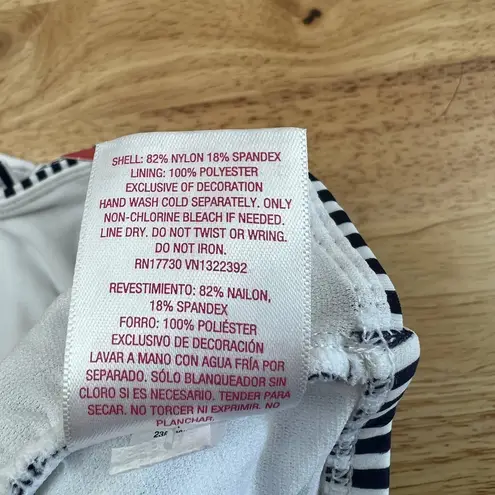 SHELL: 82% NYLON 18% SPANDEX
LINING: 100% POLYESTER
EXCLUSIVE OF DECORATION
HAND WASH COLD SEPARATELY. ONLY
NON-CHLORINE BLEACH IF NEEDED.
LINE DRY. DO NOT TWIST OR WRING.
DO NOT IRON.
RN17730 VN1322392
REVESTIMIENTO: 82% NAILON,
18% SPANDEX
FORRO: 100% POLIÉSTER
EXCLUSIVO DE DECORACIÓN
LAVAR A MANO CON AGUA FRÍA POR
SEPARADO. SÓLO BLANQUEADOR SIN
CLORO SI ES NECESARIO. TENDER PARA
SECAR. NO TORCER NI EXPRIMIR. NO
PLANCHAR.